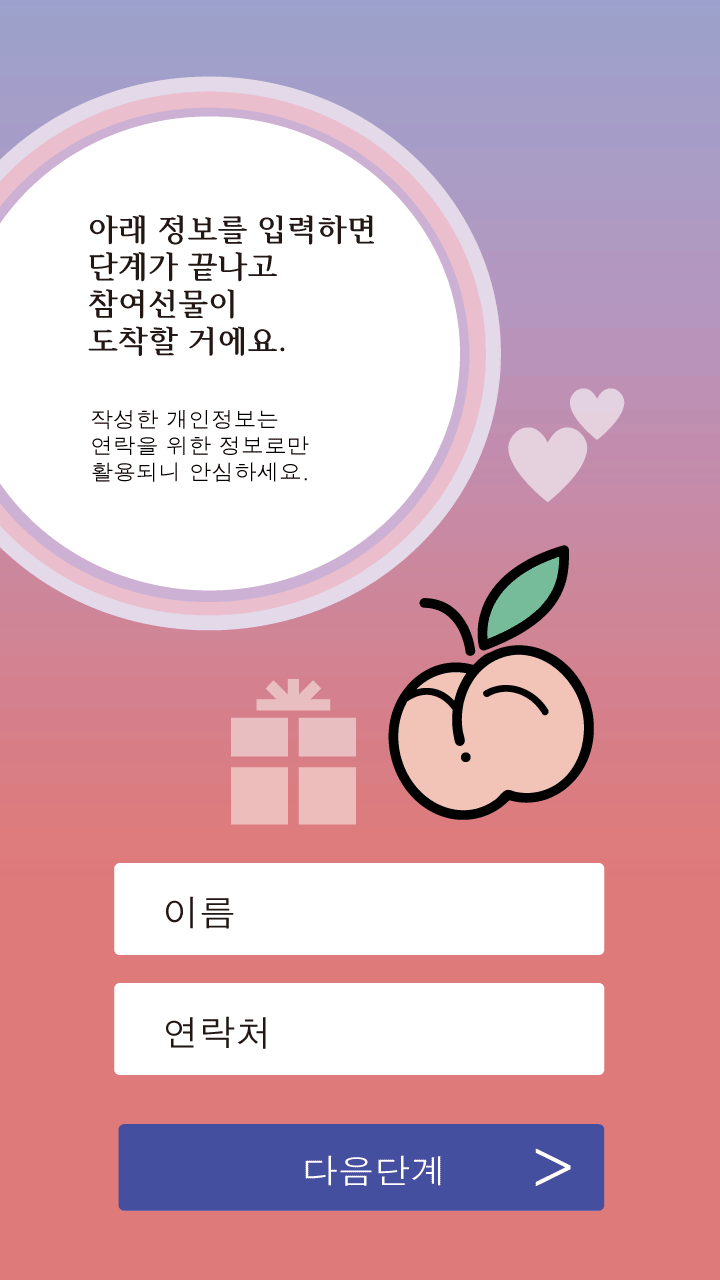 아래 정보를 입력하면
단계가 끝나고
참여선물이
도착할 거에요.
작성한 개인정보는
연락을 위한 정보로만
활용되니 안심하세요.
이름
연락처
다음단계 >